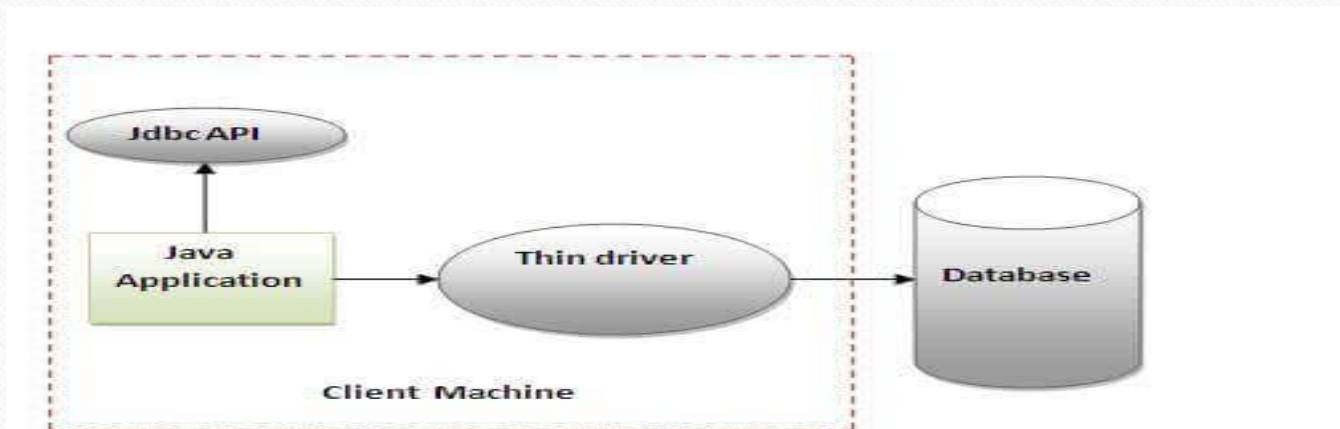 Jdbc API
Java
Application
Thin driver
Database
Client Machine